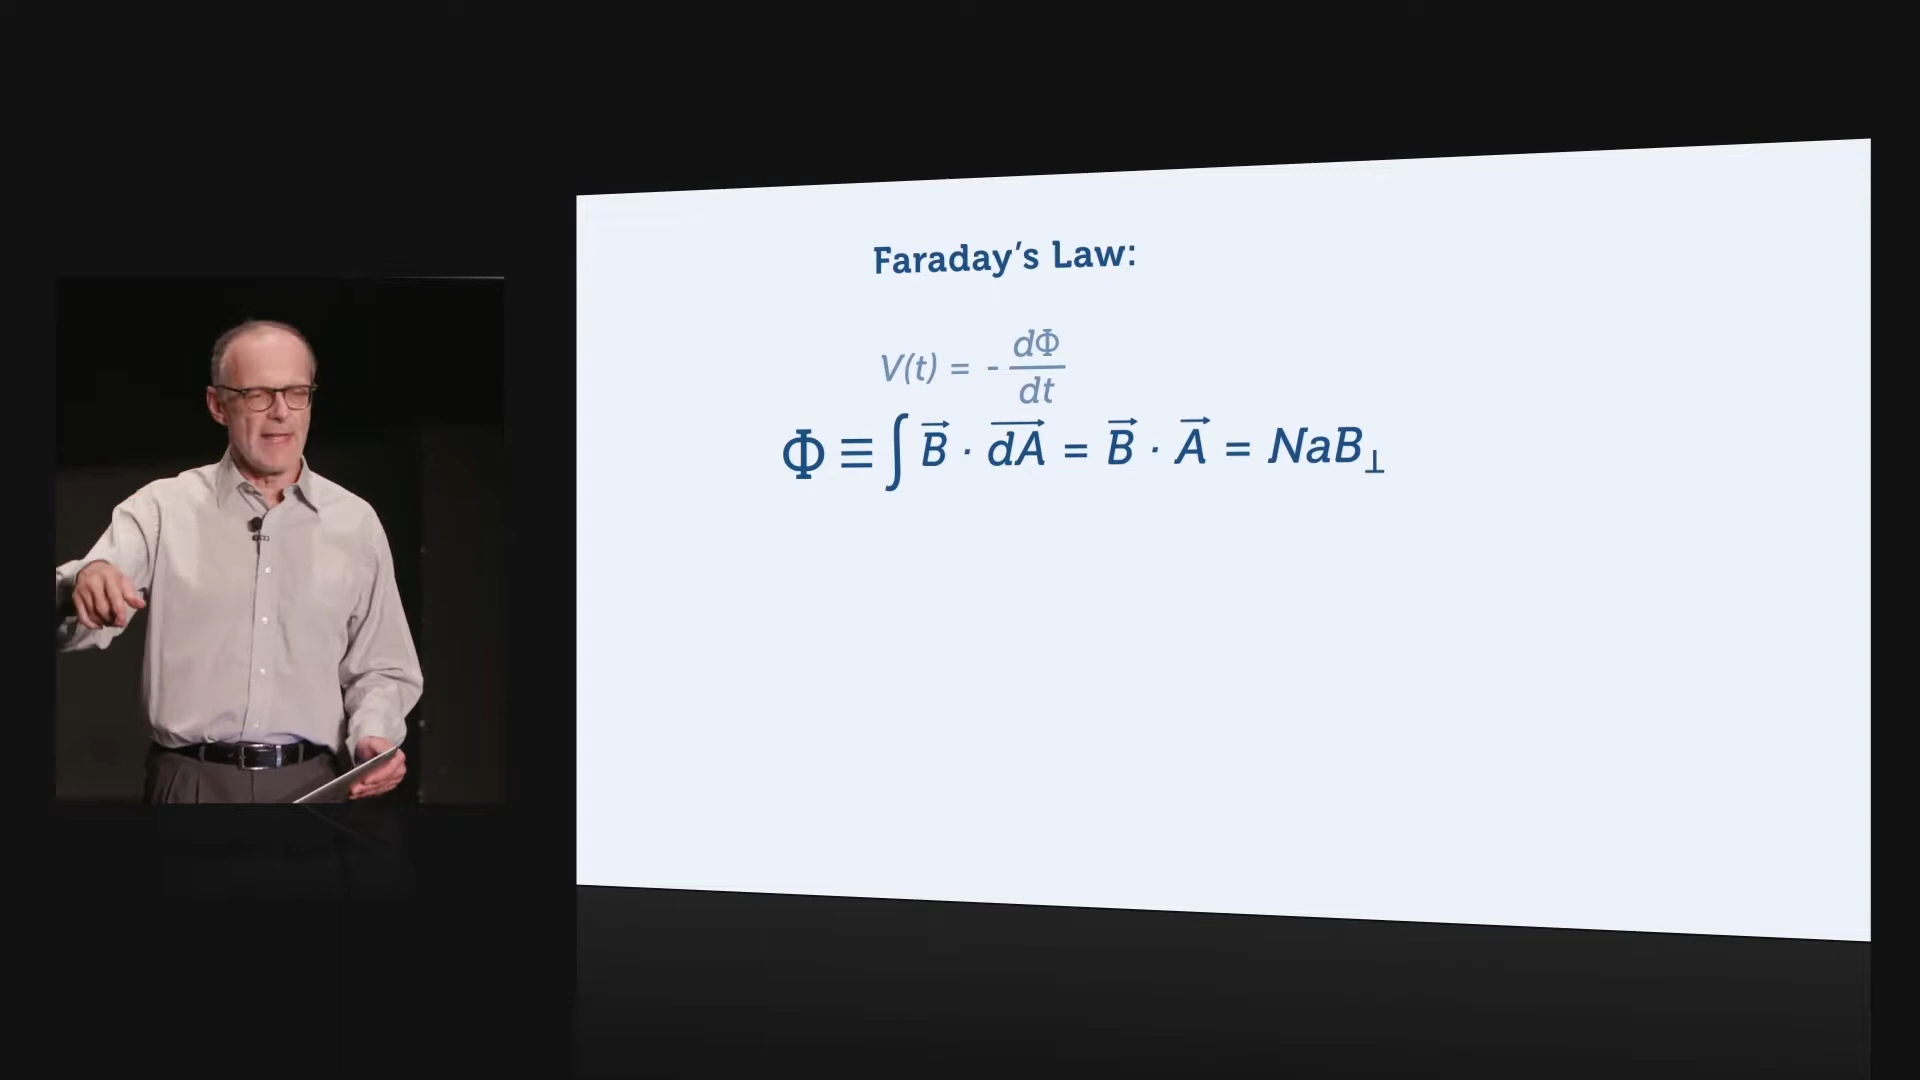 Faraday's Law:
V(t) = - dΦ/dt
Φ ≡ ∫ B⃗ · dA⃗ = B⃗ · A⃗ = NaB⊥